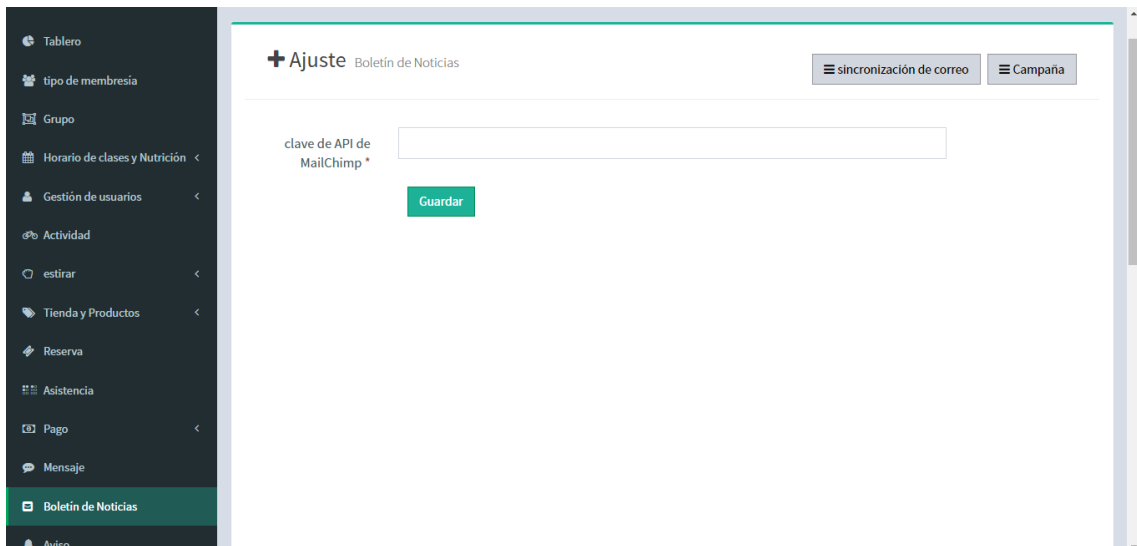 Tablero
tipo de membresía
Grupo
Horario de clases y Nutrición
Gestión de usuarios
Actividad
estirar
Tienda y Productos
Reserva
Asistencia
Pago
Mensaje
Boletín de Noticias
Aviso
Ajuste Boletín de Noticias
sincronización de correo
Campaña
clave de API de
MailChimp *
Guardar